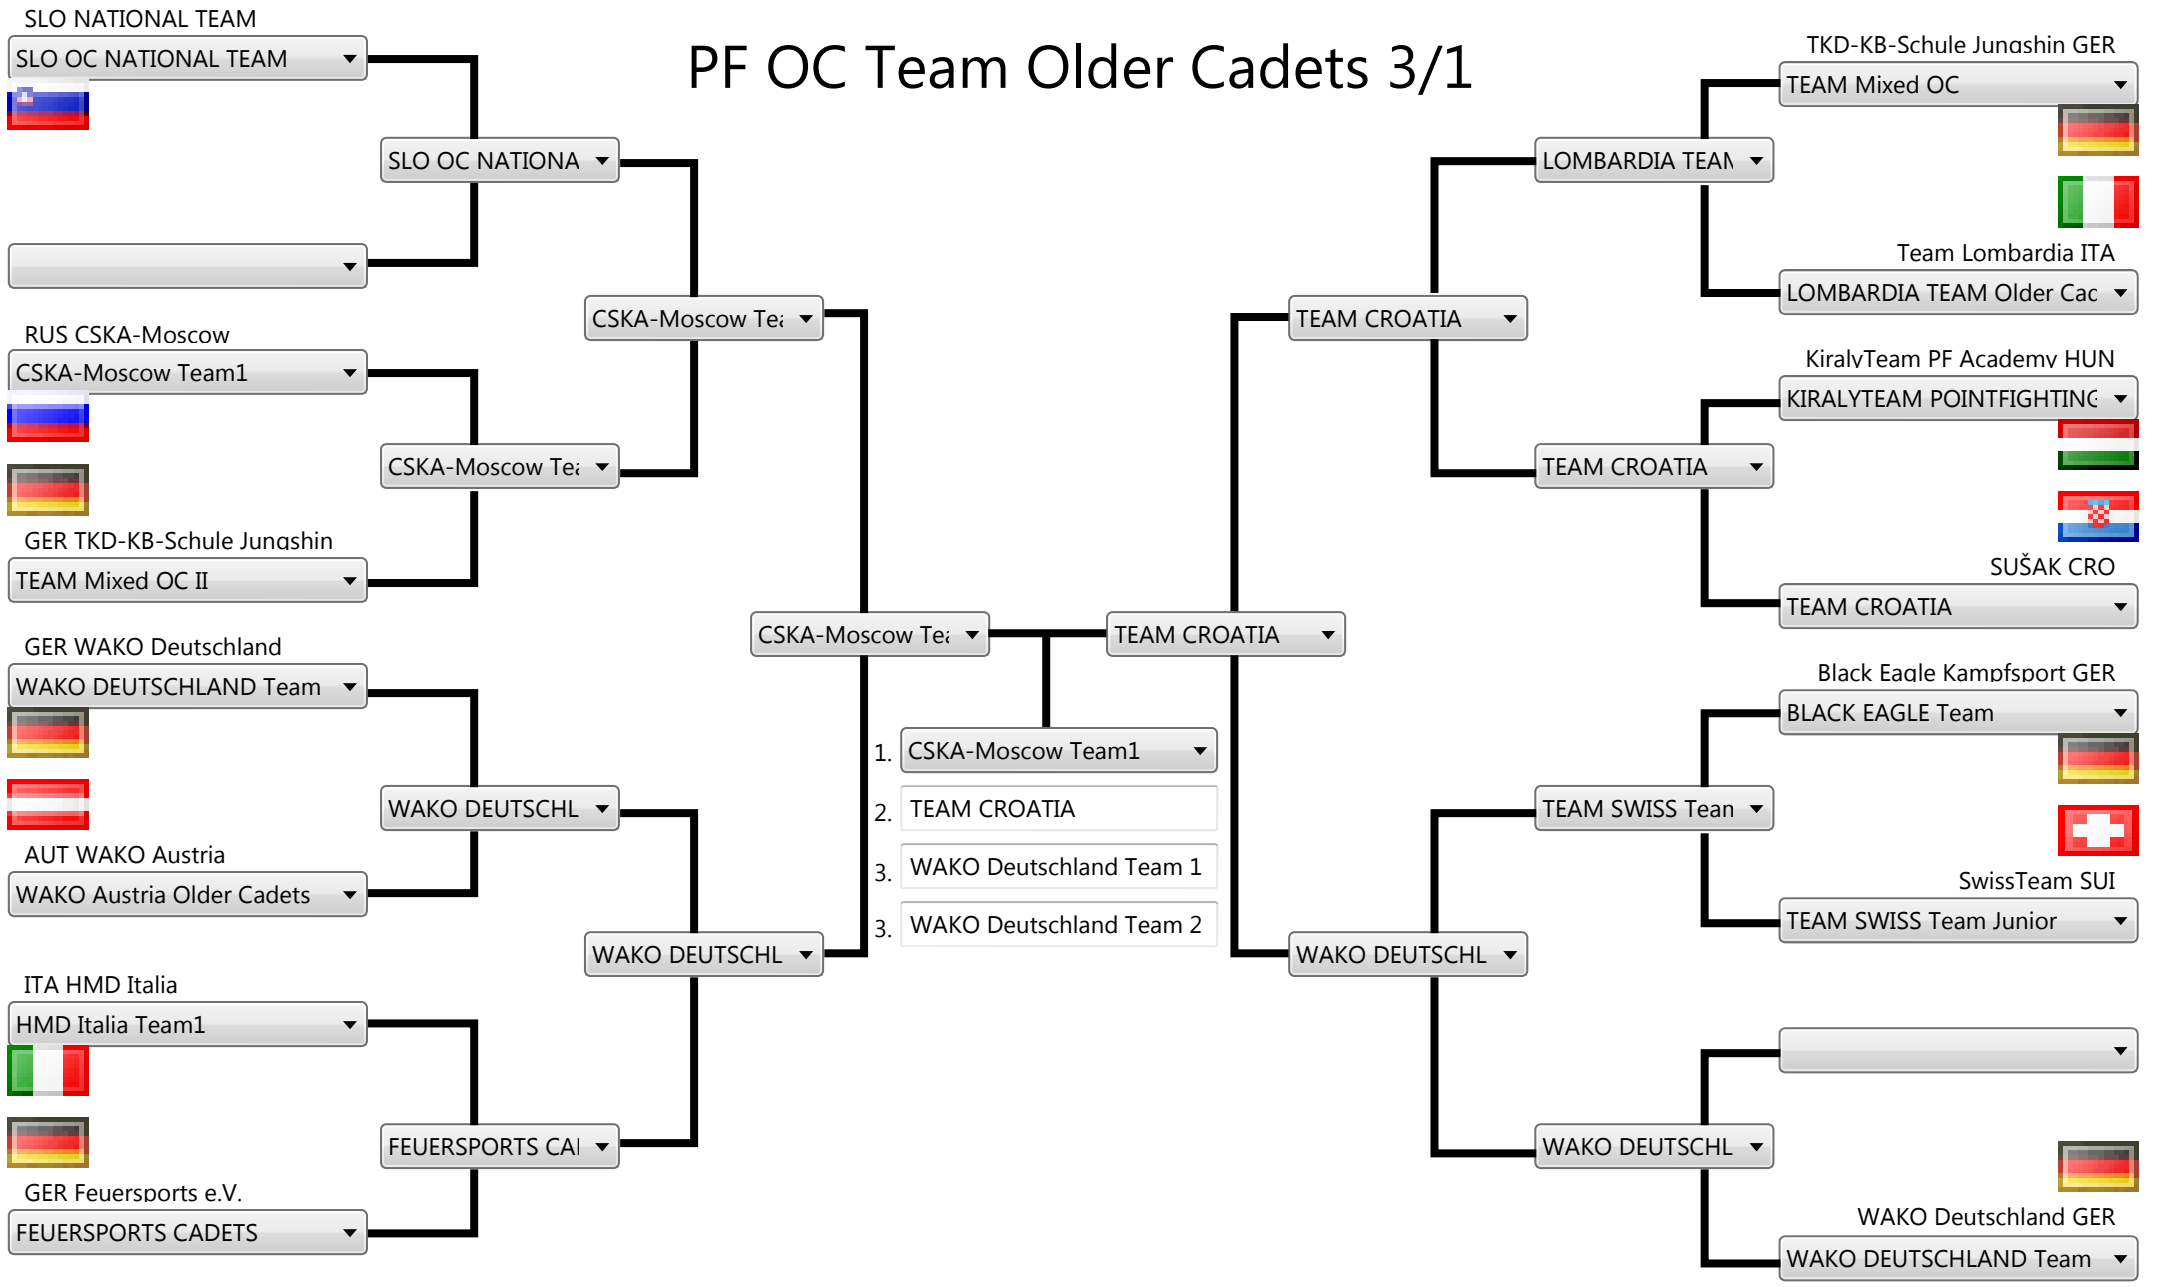 PF OC Team Older Cadets 3/1
SLO NATIONAL TEAM
SLO OC NATIONAL TEAM
RUS CSKA-Moscow
CSKA-Moscow Team1
GER TKD-KB-Schule Jungshin
TEAM Mixed OC II
GER WAKO Deutschland
WAKO DEUTSCHLAND Team
AUT WAKO Austria
WAKO Austria Older Cadets
ITA HMD Italia
HMD Italia Team1
GER Feuersports e.V.
FEUERSPORTS CADETS
SLO OC NATIONA
CSKA-Moscow Tea
WAKO DEUTSCHL
FEUERSPORTS CAI
CSKA-Moscow Tea
WAKO DEUTSCHL
CSKA-Moscow Tea
TEAM CROATIA
1. CSKA-Moscow Team1
2. TEAM CROATIA
3. WAKO Deutschland Team 1
3. WAKO Deutschland Team 2
TEAM CROATIA
WAKO DEUTSCHL
LOMBARDIA TEAM
TEAM CROATIA
TEAM SWISS Tean
WAKO DEUTSCHL
TKD-KB-Schule Jungshin GER
TEAM Mixed OC
Team Lombardia ITA
LOMBARDIA TEAM Older Cac
KiralyTeam PF Academy HUN
KIRALYTEAM POINTFIGHTING
SUŠAK CRO
TEAM CROATIA
Black Eagle Kampfsport GER
BLACK EAGLE Team
SwissTeam SUI
TEAM SWISS Team Junior
WAKO Deutschland GER
WAKO DEUTSCHLAND Team